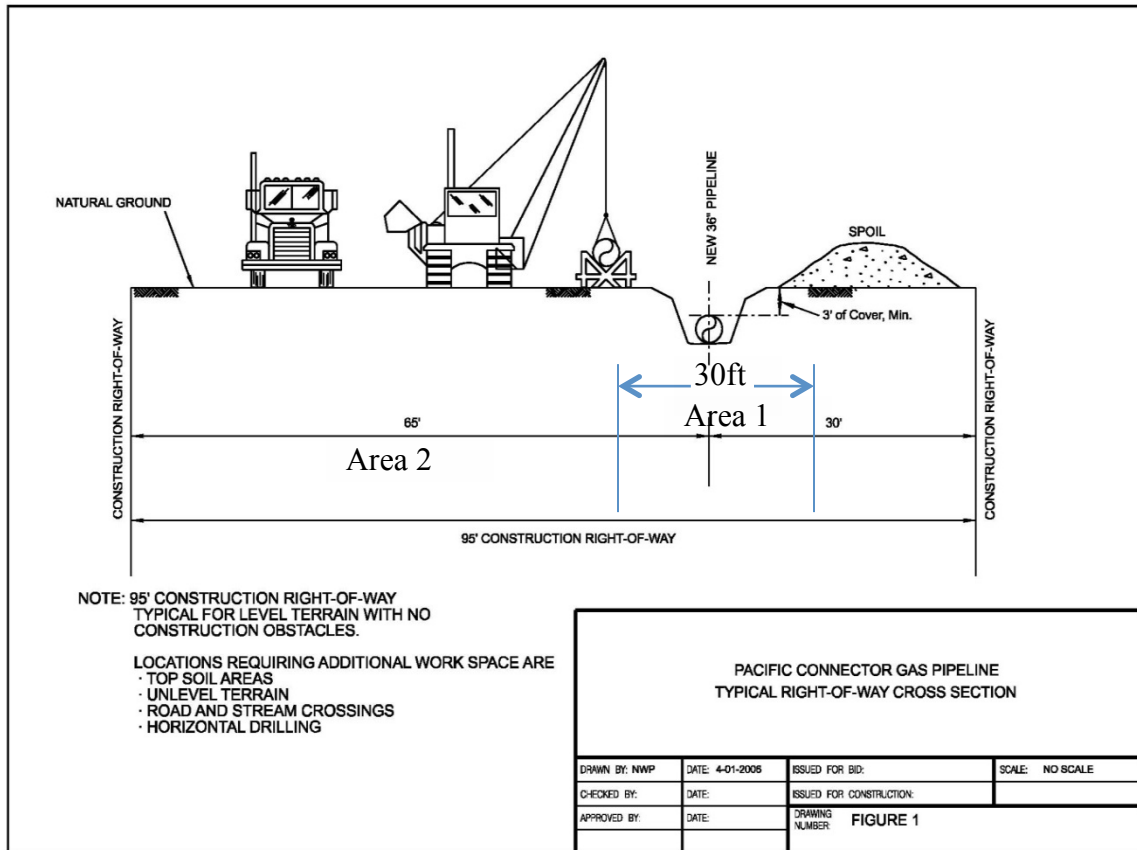 NATURAL GROUND
NEW 36" PIPELINE
SPOIL
3' of Cover, Min.
CONSTRUCTION RIGHT-OF-WAY
CONSTRUCTION RIGHT-OF-WAY
30ft
Area 1
65'
30'
Area 2
95' CONSTRUCTION RIGHT-OF-WAY
NOTE: 95' CONSTRUCTION RIGHT-OF-WAY
TYPICAL FOR LEVEL TERRAIN WITH NO
CONSTRUCTION OBSTACLES.
LOCATIONS REQUIRING ADDITIONAL WORK SPACE ARE
· TOP SOIL AREAS
· UNLEVEL TERRAIN
· ROAD AND STREAM CROSSINGS
· HORIZONTAL DRILLING
PACIFIC CONNECTOR GAS PIPELINE
TYPICAL RIGHT-OF-WAY CROSS SECTION
DRAWN BY: NWP DATE: 4-01-2005 ISSUED FOR BID: SCALE: NO SCALE
CHECKED BY: DATE: ISSUED FOR CONSTRUCTION:
APPROVED BY: DATE: DRAWING NUMBER: FIGURE 1